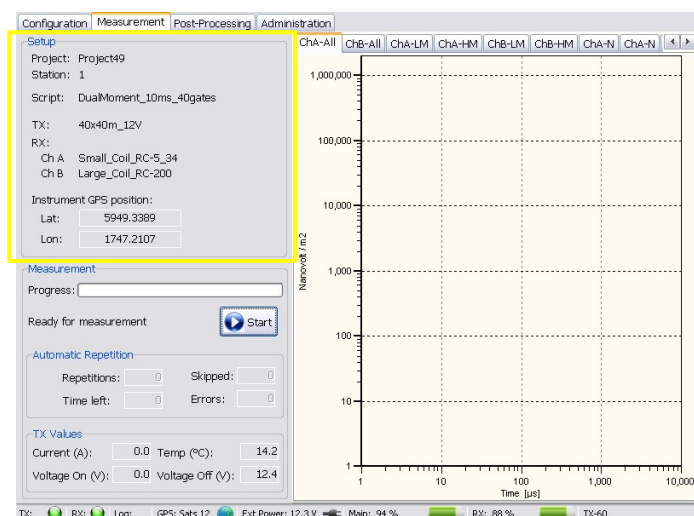 Configuration Measurement Post-Processing Administration
Setup
Project: Project49
Station: 1
Script: DualMoment_10ms_40gates
TX: 40x40m_12V
RX:
Ch A Small_Coil_RC-5_34
Ch B Large_Coil_RC-200
Instrument GPS position:
Lat: 5949.3389
Lon: 1747.2107
Measurement
Progress:
Ready for measurement Start
Automatic Repetition
Repetitions: 0 Skipped: 0
Time left: 0 Errors: 0
TX Values
Current (A): 0.0 Temp (ºC): 14.2
Voltage On (V): 0.0 Voltage Off (V): 12.4
ChA-All ChB-All ChA-LM ChA-HM ChB-LM ChB-HM ChA-N ChA-N
1,000,000
100,000
10,000
1,000
100
10
1
Nanovolt / m2
1 10 100 1,000 10,000
Time [µs]
TX: RX: Log: GPS: Sats 12 Ext Power: 12.3 V Main: 94 % RX: 88 % TX-60